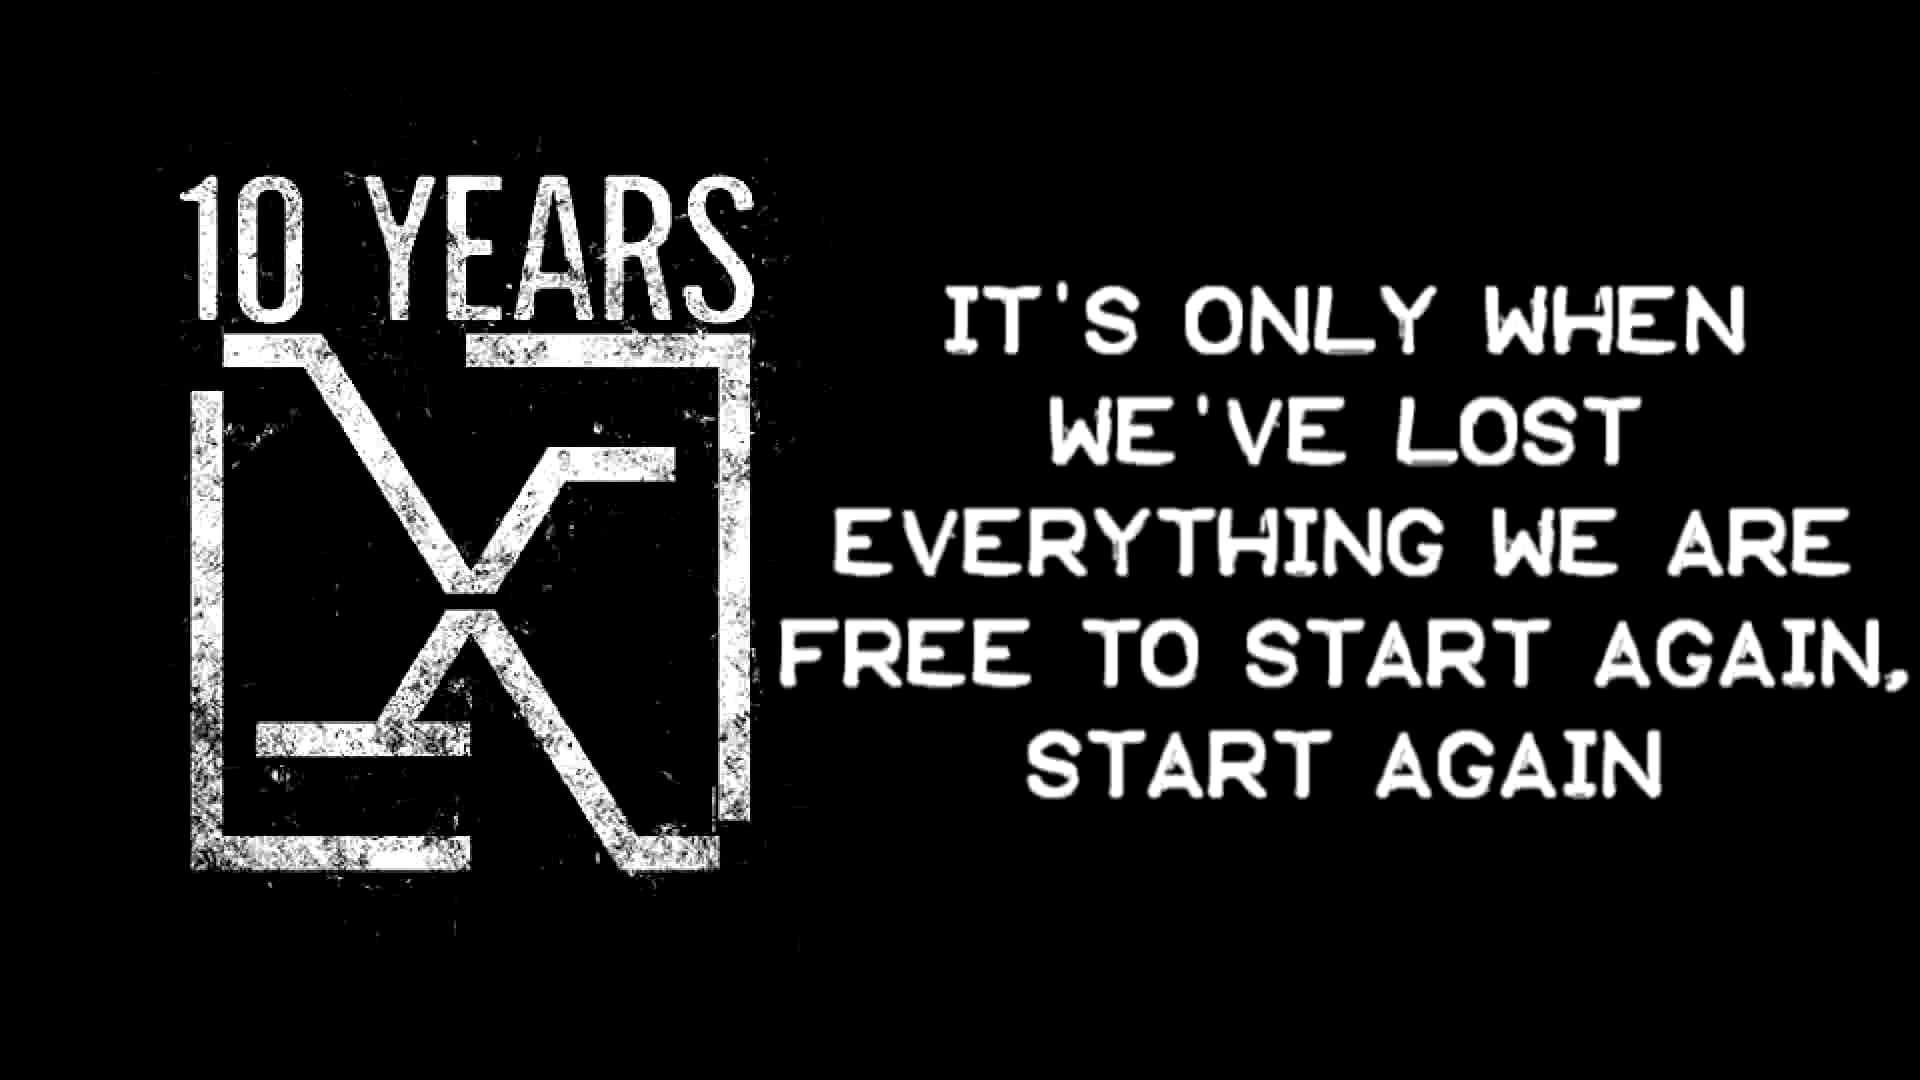 10 YEARS
IT'S ONLY WHEN
WE'VE LOST
EVERYTHING WE ARE
FREE TO START AGAIN,
START AGAIN